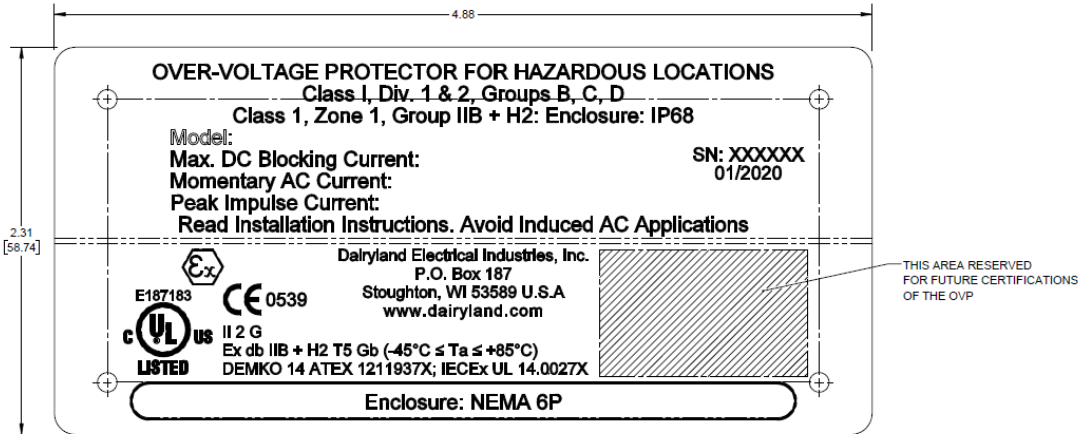 4.88
OVER-VOLTAGE PROTECTOR FOR HAZARDOUS LOCATIONS
Class I, Div. 1 & 2, Groups B, C, D
Class 1, Zone 1, Group IIB + H2: Enclosure: IP68
Model:
Max. DC Blocking Current:
Momentary AC Current:
Peak Impulse Current:
SN: XXXXXX
01/2020
Read Installation Instructions. Avoid Induced AC Applications
2.31
[58.74]
Ex
E187183
C UL US
®
LISTED
CE 0539
II 2 G
Ex db IIB + H2 T5 Gb (-45°C ≤ Ta ≤ +85°C)
DEMKO 14 ATEX 1211937X; IECEx UL 14.0027X
Dairyland Electrical Industries, Inc.
P.O. Box 187
Stoughton, WI 53589 U.S.A
www.dairyland.com
THIS AREA RESERVED
FOR FUTURE CERTIFICATIONS
OF THE OVP
Enclosure: NEMA 6P